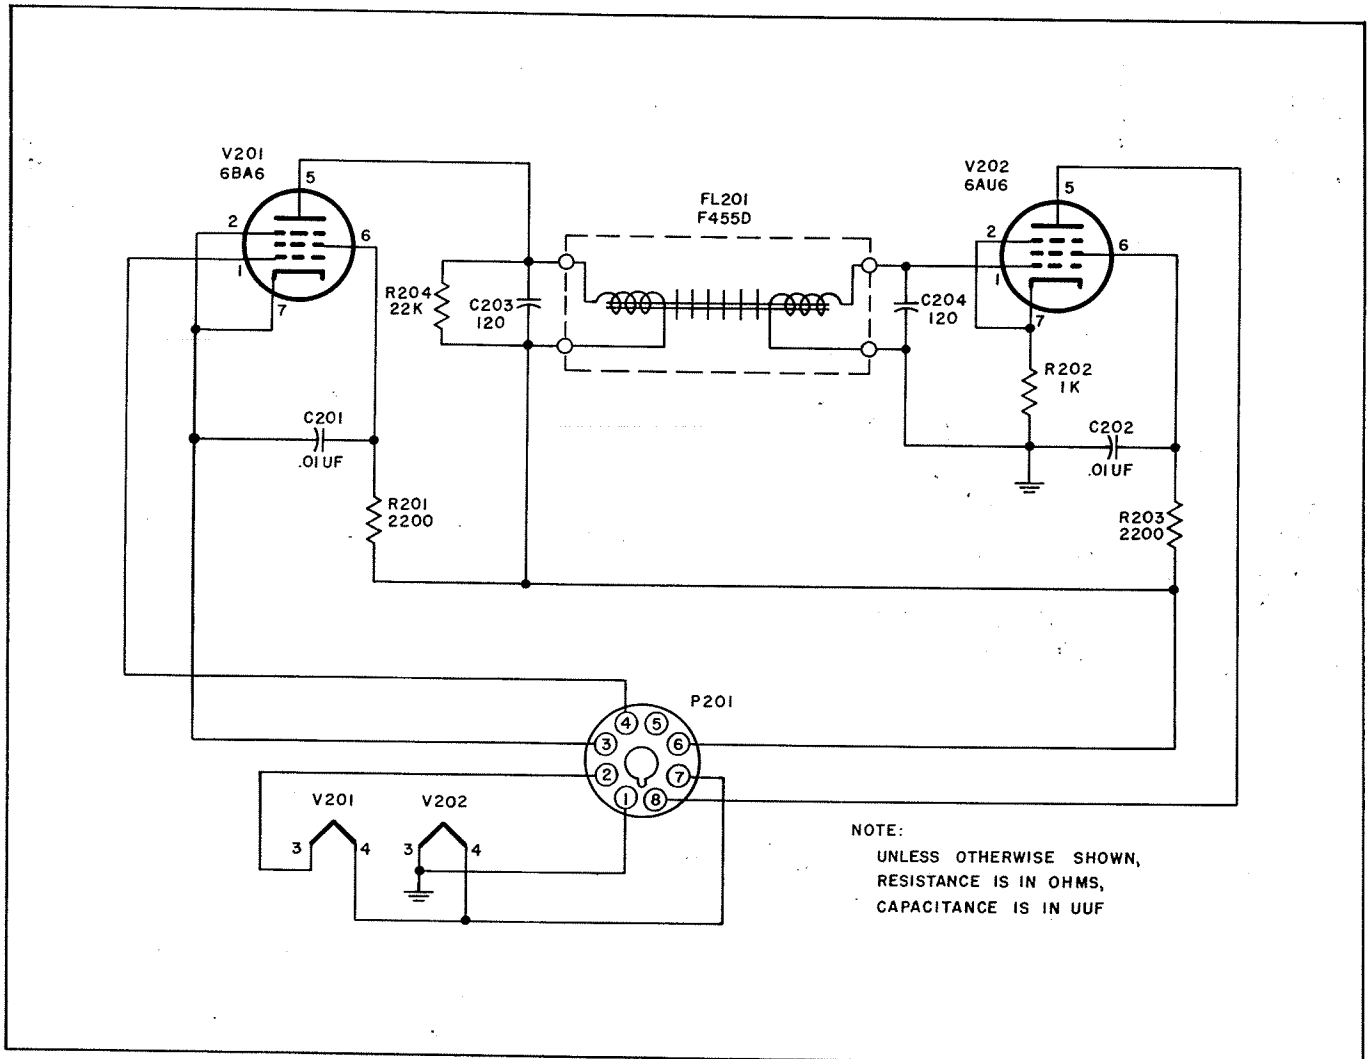 V201
6BA6
5
2
6
1
7
V202
6AU6
5
2
6
1
7
FL201
F455D
R204
22K
C203
120
C204
120
R202
1K
C201
.01UF
C202
.01UF
R201
2200
R203
2200
P201
4
5
3
6
2
7
1
8
V201
3
4
V202
3
4
NOTE:
UNLESS OTHERWISE SHOWN,
RESISTANCE IS IN OHMS,
CAPACITANCE IS IN UUF